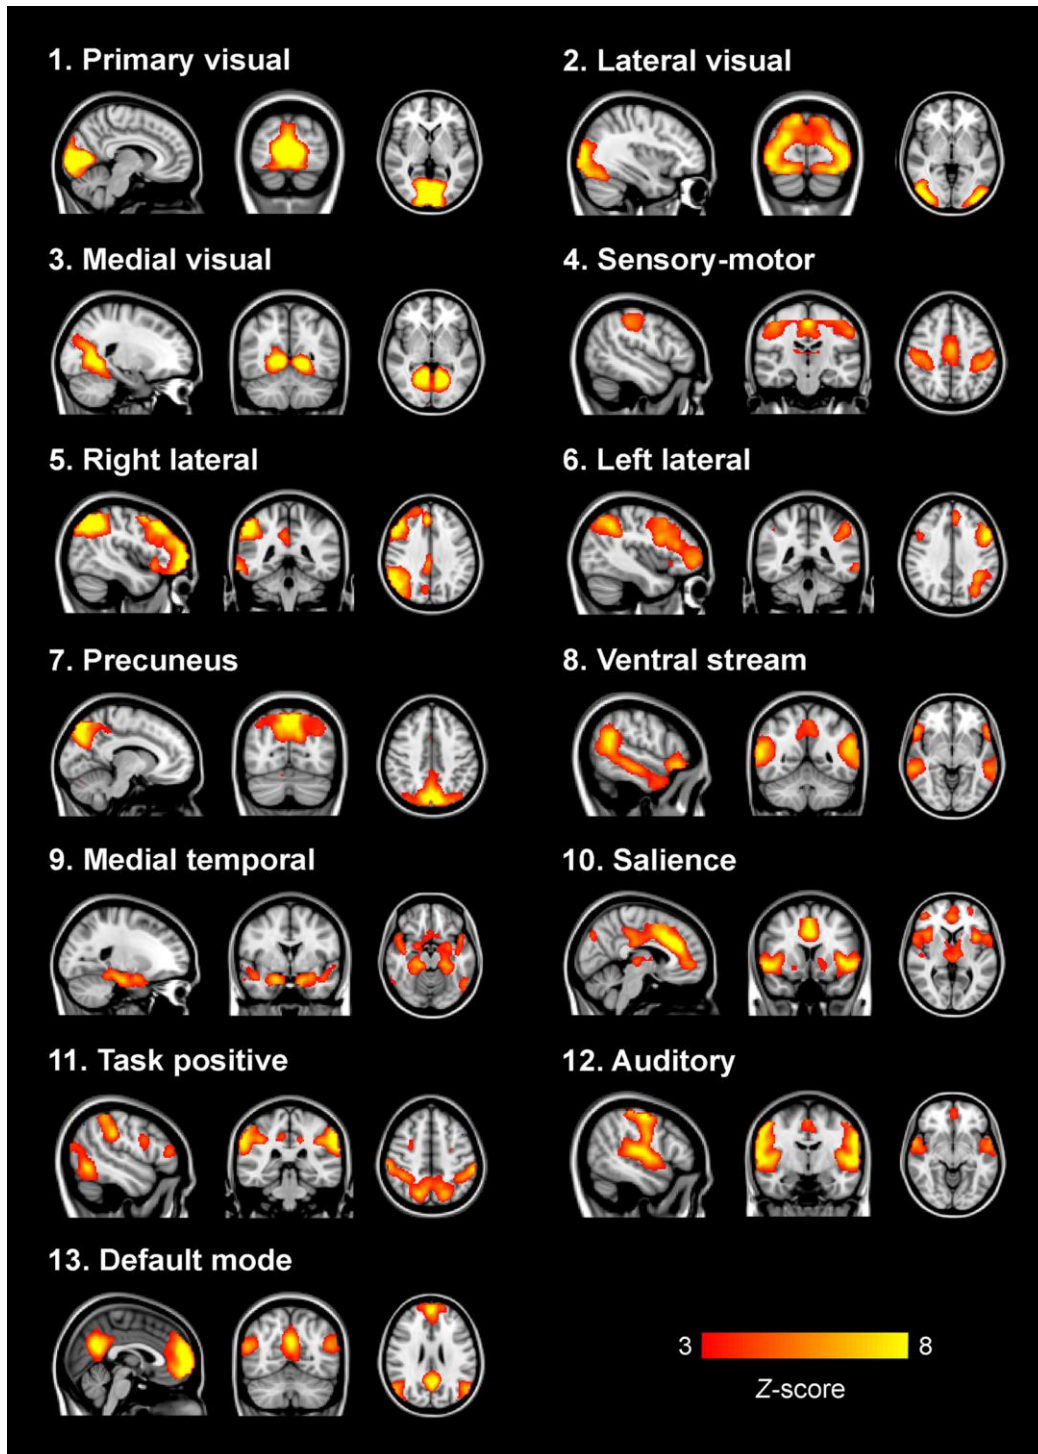 1. Primary visual
2. Lateral visual
3. Medial visual
4. Sensory-motor
5. Right lateral
6. Left lateral
7. Precuneus
8. Ventral stream
9. Medial temporal
10. Salience
11. Task positive
12. Auditory
13. Default mode
3 8
Z-score